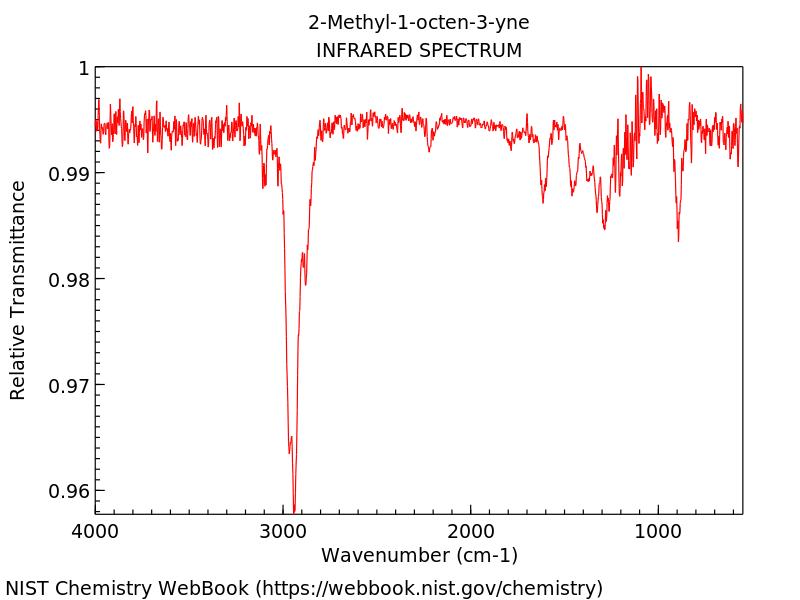 2-Methyl-1-octen-3-yne
INFRARED SPECTRUM
1
0.99
0.98
0.97
0.96
Relative Transmittance
4000 3000 2000 1000
Wavenumber (cm-1)
NIST Chemistry WebBook (https://webbook.nist.gov/chemistry)